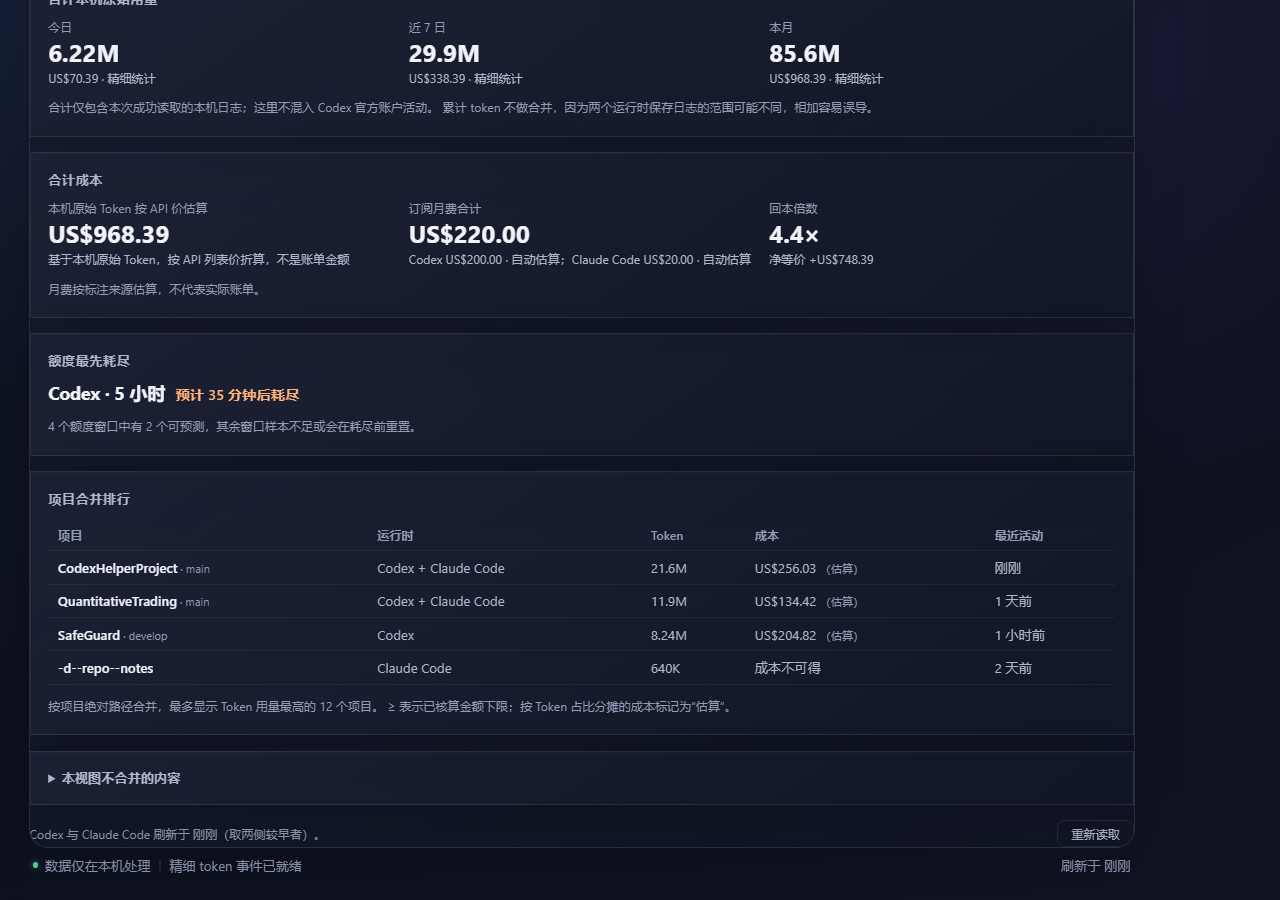 合计本机原始用量
今日
近 7 日
本月
6.22M
29.9M
85.6M
US$70.39 · 精细统计
US$338.39 · 精细统计
US$968.39 · 精细统计
合计仅包含本次成功读取的本机日志；这里不混入 Codex 官方账户活动。 累计 token 不做合并，因为两个运行时保存日志的范围可能不同，相加容易误导。
合计成本
本机原始 Token 按 API 价估算
订阅月费合计
回本倍数
US$968.39
US$220.00
4.4×
基于本机原始 Token，按 API 列表价折算，不是账单金额
Codex US$200.00 · 自动估算；Claude Code US$20.00 · 自动估算
净等价 +US$748.39
月费按标注来源估算，不代表实际账单。
额度最先耗尽
Codex · 5 小时 预计 35 分钟后耗尽
4 个额度窗口中有 2 个可预测，其余窗口样本不足或会在耗尽前重置。
项目合并排行
项目 运行时 Token 成本 最近活动
CodexHelperProject · main Codex + Claude Code 21.6M US$256.03 (估算) 刚刚
QuantitativeTrading · main Codex + Claude Code 11.9M US$134.42 (估算) 1 天前
SafeGuard · develop Codex 8.24M US$204.82 (估算) 1 小时前
-d--repo--notes Claude Code 640K 成本不可得 2 天前
按项目绝对路径合并，最多显示 Token 用量最高的 12 个项目。 ≥ 表示已核算金额下限；按 Token 占比分摊的成本标记为“估算”。
▶ 本视图不合并的内容
Codex 与 Claude Code 刷新于 刚刚（取两侧较早者）。
重新读取
数据仅在本机处理 | 精细 token 事件已就绪
刷新于 刚刚